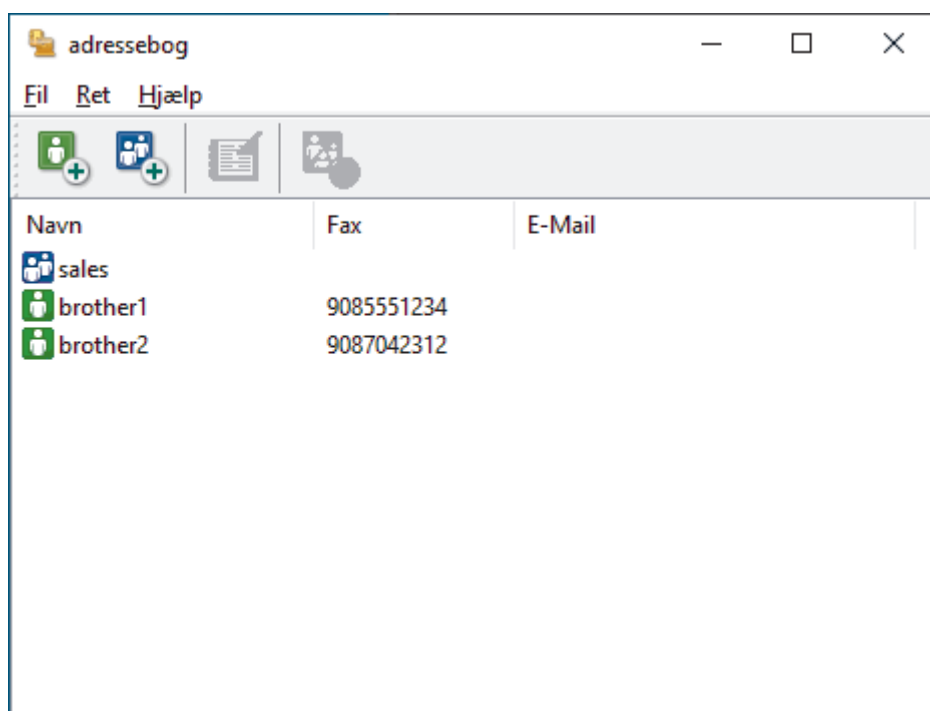 adressebog
Fil Ret Hjælp
Navn Fax E-Mail
sales
brother1 9085551234
brother2 9087042312